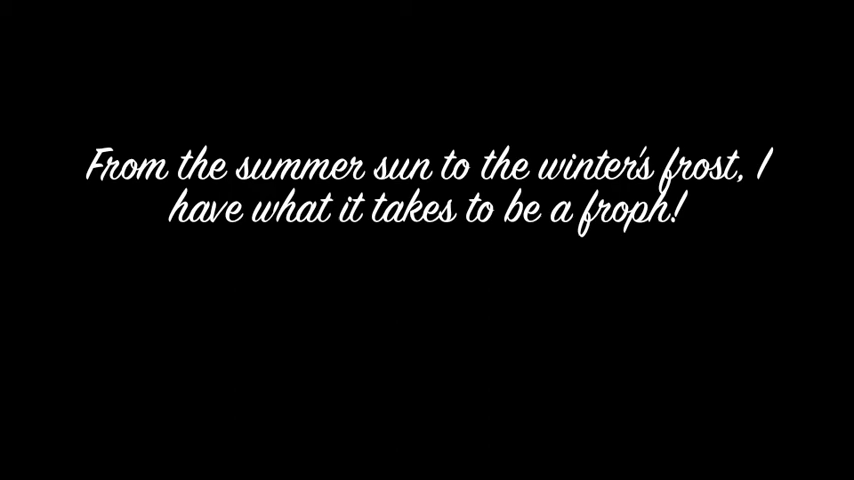 From the summer sun to the winter's frost, I
have what it takes to be a froph!